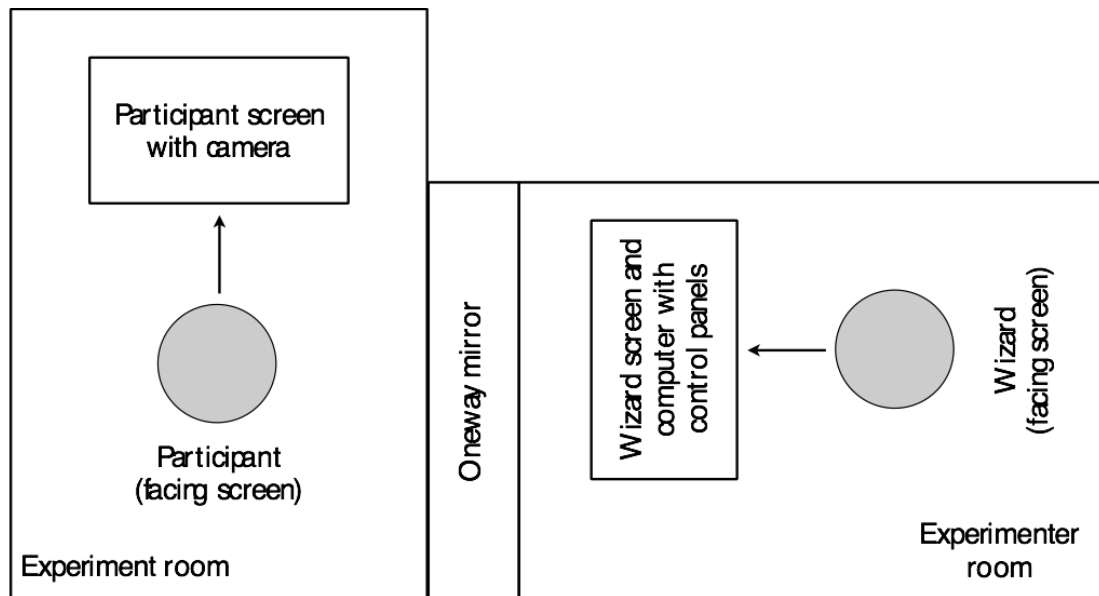 Participant screen
with camera
Participant
(facing screen)
Experiment room
Oneway mirror
Wizard screen and
computer with
control panels
Wizard
(facing screen)
Experimenter
room